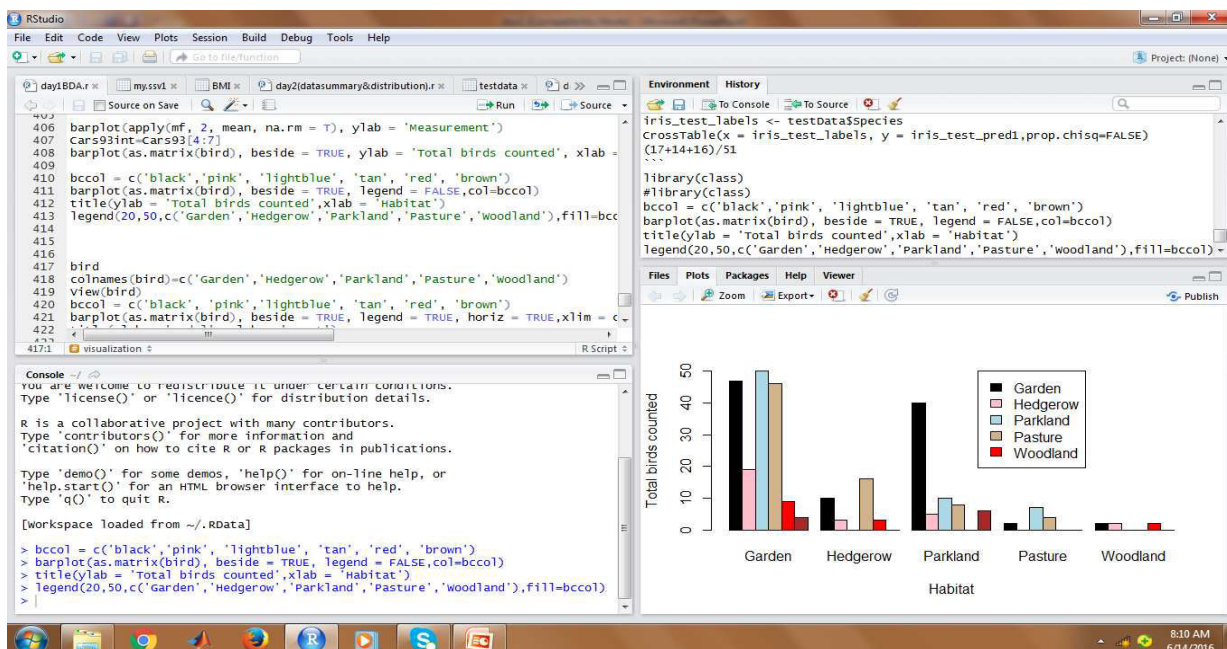 RStudio
File Edit Code View Plots Session Build Debug Tools Help
Go to file/function
Project: (None)
day1BDA.r
my.ssv1
BMI
day2(datasummary&distribution).r
testdata
d
Source on Save
Run
Source
406 barplot(apply(mf, 2, mean, na.rm = T), ylab = 'Measurement')
407 Cars93int=Cars93[4:7]
408 barplot(as.matrix(bird), beside = TRUE, ylab = 'Total birds counted', xlab =
409
410 bccol = c('black','pink', 'lightblue', 'tan', 'red', 'brown')
411 barplot(as.matrix(bird), beside = TRUE, legend = FALSE,col=bccol)
412 title(ylab = 'Total birds counted',xlab = 'Habitat')
413 legend(20,50,c('Garden','Hedgerow','Parkland','Pasture','Woodland'),fill=bcc
414
415
416
417 bird
418 colnames(bird)=c('Garden','Hedgerow','Parkland','Pasture','Woodland')
419 View(bird)
420 bccol = c('black', 'pink', 'lightblue', 'tan', 'red', 'brown')
421 barplot(as.matrix(bird), beside = TRUE, legend = TRUE, horiz = TRUE,xlim = c
422
417:1 visualization R Script
Console ~/
You are welcome to redistribute it under certain conditions.
Type 'license()' or 'licence()' for distribution details.
R is a collaborative project with many contributors.
Type 'contributors()' for more information and
'citation()' on how to cite R or R packages in publications.
Type 'demo()' for some demos, 'help()' for on-line help, or
'help.start()' for an HTML browser interface to help.
Type 'q()' to quit R.
[Workspace loaded from ~/.RData]
> bccol = c('black','pink', 'lightblue', 'tan', 'red', 'brown')
> barplot(as.matrix(bird), beside = TRUE, legend = FALSE,col=bccol)
> title(ylab = 'Total birds counted',xlab = 'Habitat')
> legend(20,50,c('Garden','Hedgerow','Parkland','Pasture','Woodland'),fill=bccol)
>
Environment History
To Console To Source
iris_test_labels <- testData$Species
CrossTable(x = iris_test_labels, y = iris_test_pred1,prop.chisq=FALSE)
(17+14+16)/51
```
library(class)
#library(class)
bccol = c('black','pink', 'lightblue', 'tan', 'red', 'brown')
barplot(as.matrix(bird), beside = TRUE, legend = FALSE,col=bccol)
title(ylab = 'Total birds counted',xlab = 'Habitat')
legend(20,50,c('Garden','Hedgerow','Parkland','Pasture','Woodland'),fill=bccol)
Files Plots Packages Help Viewer
Zoom Export Publish
Total birds counted
50
40
30
20
10
0
Garden
Hedgerow
Parkland
Pasture
Woodland
Garden Hedgerow Parkland Pasture Woodland
Habitat
8:10 AM
6/14/2016